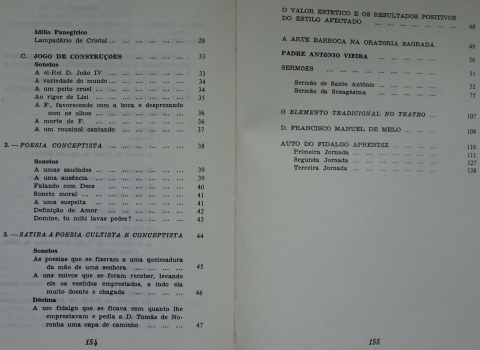 Idílio Panegírico
Lampadário de Cristal ... ... ... ... ... ... 28
C. JOGO DE CONSTRUÇÕES ... ... ... ... 33
Sonetos
A el-Rei D. João IV ... ... ... ... ... ... 33
A variedade do mundo ... ... ... ... ... 34
A um peito cruel ... ... ... ... ... ... 34
Ao rigor de Lisi ... ... ... ... ... ... 35
A F., favorecendo com a boca e desprezando
com os olhos ... ... ... ... ... ... ... 36
A morte de F. ... ... ... ... ... ... ... 36
A um rouxinol cantando ... ... ... ... ... 37
2. — POESIA CONCEPTISTA ... ... ... ... ... 38
Sonetos
A umas saudades ... ... ... ... ... ... 39
A uma ausência ... ... ... ... ... ... 39
Falando com Deos ... ... ... ... ... ... 40
Soneto moral ... ... ... ... ... ... ... 41
A uma suspeita ... ... ... ... ... ... 41
Definição do Amor ... ... ... ... ... ... 42
Domine, tu mihi lavas pedes? ... ... ... ... 43
3. — SÁTIRA À POESIA CULTISTA E CONCEPTISTA 44
Sonetos
Às poesias que se fizeram a uma queimadura
da mão de uma senhora ... ... ... ... 45
A uns noivos que se foram receber, levando
ele os vestidos emprestados, e indo ela
muito doente e chagada ... ... ... ... 46
Décima
A um fidalgo que se ficava com quanto lhe
emprestavam e pedia a D. Tomás de No-
ronha uma capa de caminho ... ... ... 47
154
O VALOR ESTÉTICO E OS RESULTADOS POSITIVOS
DO ESTILO AFECTADO ... ... ... ... ... ... 48
A ARTE BARROCA NA ORATÓRIA SAGRADA 49
PADRE ANTÓNIO VIEIRA ... ... ... ... ... ... 50
SERMÕES ... ... ... ... ... ... ... ... ... 51
Sermão de Santo António ... ... ... ... ... 52
Sermão da Sexagésima ... ... ... ... ... 75
O ELEMENTO TRADICIONAL NO TEATRO ... ... 107
D. FRANCISCO MANUEL DE MELO ... ... ... ... 108
AUTO DO FIDALGO APRENDIZ ... ... ... ... ... 110
Primeira Jornada ... ... ... ... ... ... ... 111
Segunda Jornada ... ... ... ... ... ... ... 127
Terceira Jornada ... ... ... ... ... ... ... 138
155